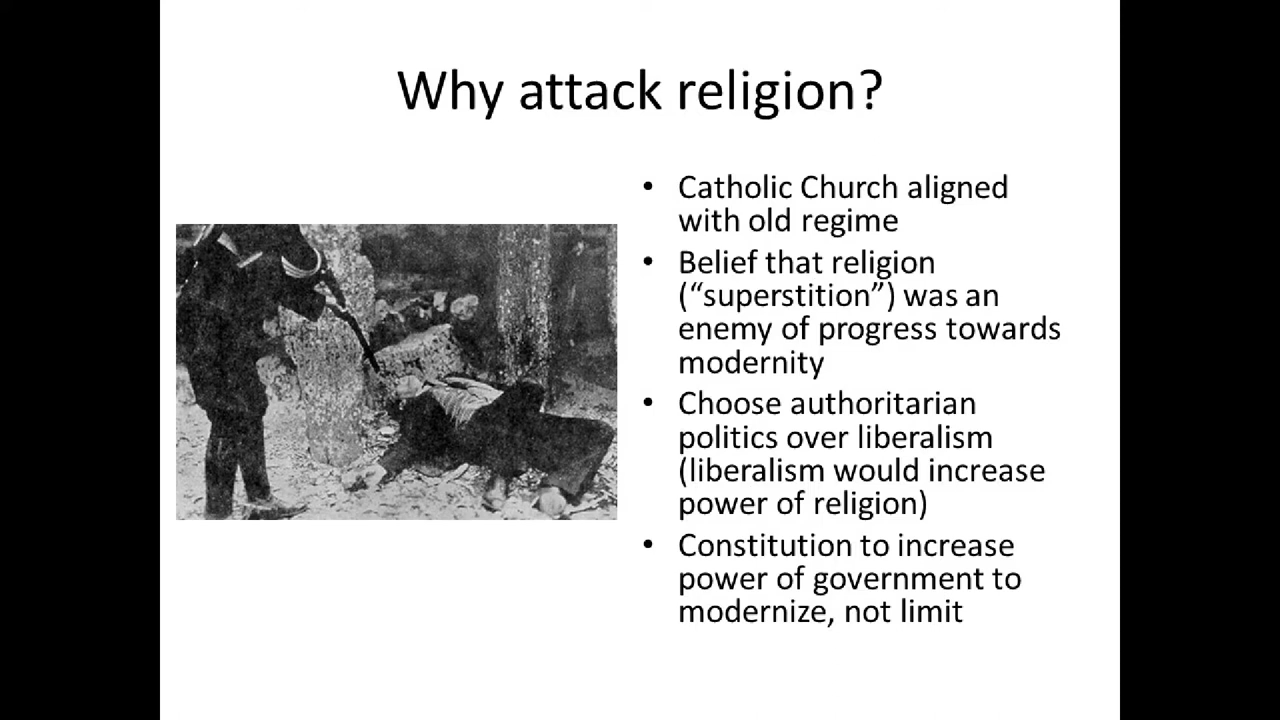 Why attack religion?
• Catholic Church aligned
with old regime
• Belief that religion
(“superstition”) was an
enemy of progress towards
modernity
• Choose authoritarian
politics over liberalism
(liberalism would increase
power of religion)
• Constitution to increase
power of government to
modernize, not limit